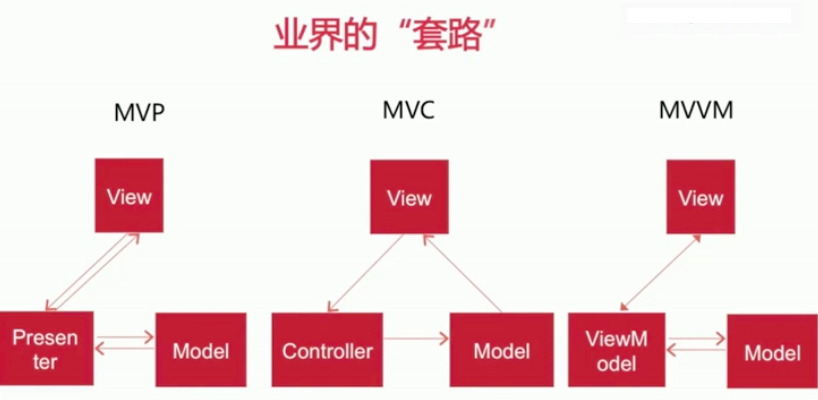 业界的“套路”
MVP
MVC
MVVM
View
View
View
Presen
ter
Model
Controller
Model
ViewM
odel
Model